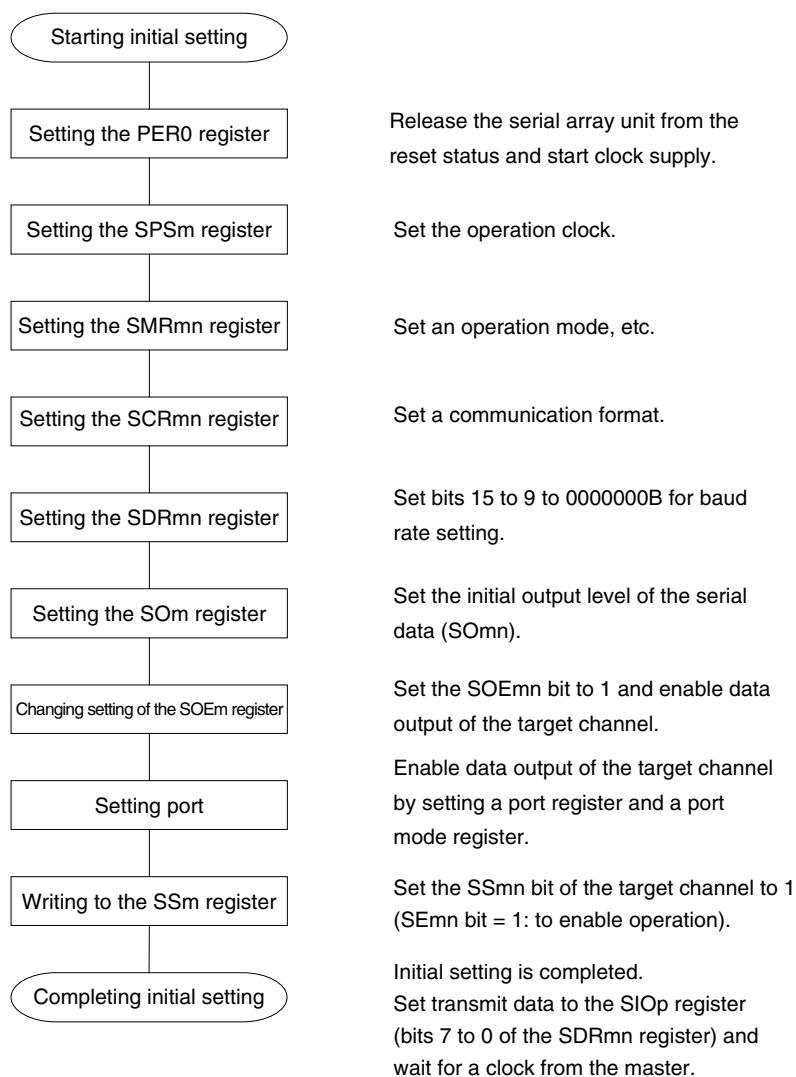 Starting initial setting
Setting the PER0 register
Release the serial array unit from the
reset status and start clock supply.
Setting the SPSm register
Set the operation clock.
Setting the SMRmn register
Set an operation mode, etc.
Setting the SCRmn register
Set a communication format.
Setting the SDRmn register
Set bits 15 to 9 to 0000000B for baud
rate setting.
Setting the SOm register
Set the initial output level of the serial
data (SOmn).
Changing setting of the SOEm register
Set the SOEmn bit to 1 and enable data
output of the target channel.
Setting port
Enable data output of the target channel
by setting a port register and a port
mode register.
Writing to the SSm register
Set the SSmn bit of the target channel to 1
(SEmn bit = 1: to enable operation).
Completing initial setting
Initial setting is completed.
Set transmit data to the SIOp register
(bits 7 to 0 of the SDRmn register) and
wait for a clock from the master.